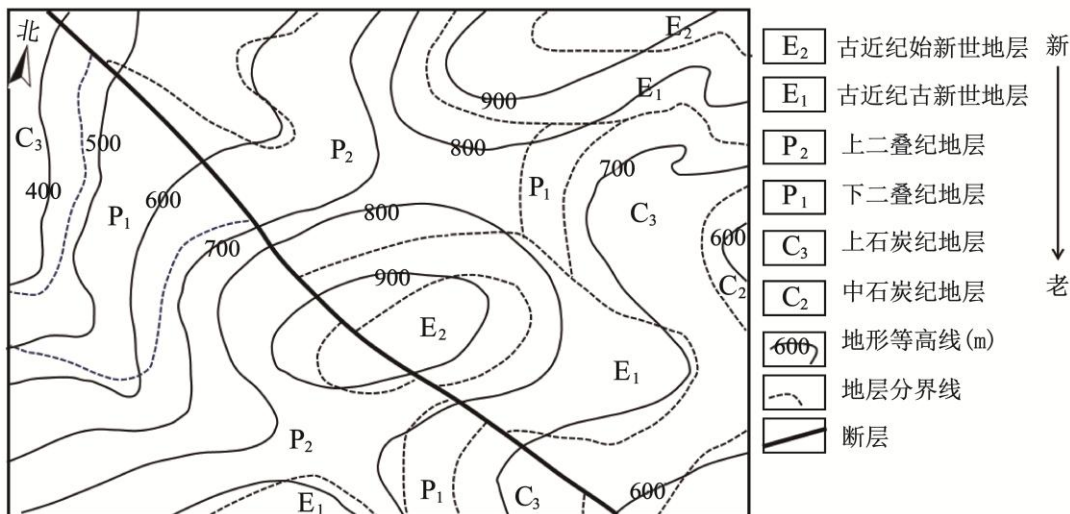 北
E₂
E₁
900
800
P₂
P₁
C₃
500
400
P₁
600
700
800
900
700
C₃
600
C₂
E₂
E₁
P₂
P₁
C₃
E₁
600
E₂ 古近纪始新世地层 新
E₁ 古近纪古新世地层
P₂ 上二叠纪地层
P₁ 下二叠纪地层
C₃ 上石炭纪地层
C₂ 中石炭纪地层 老
600 地形等高线(m)
地层分界线
断层